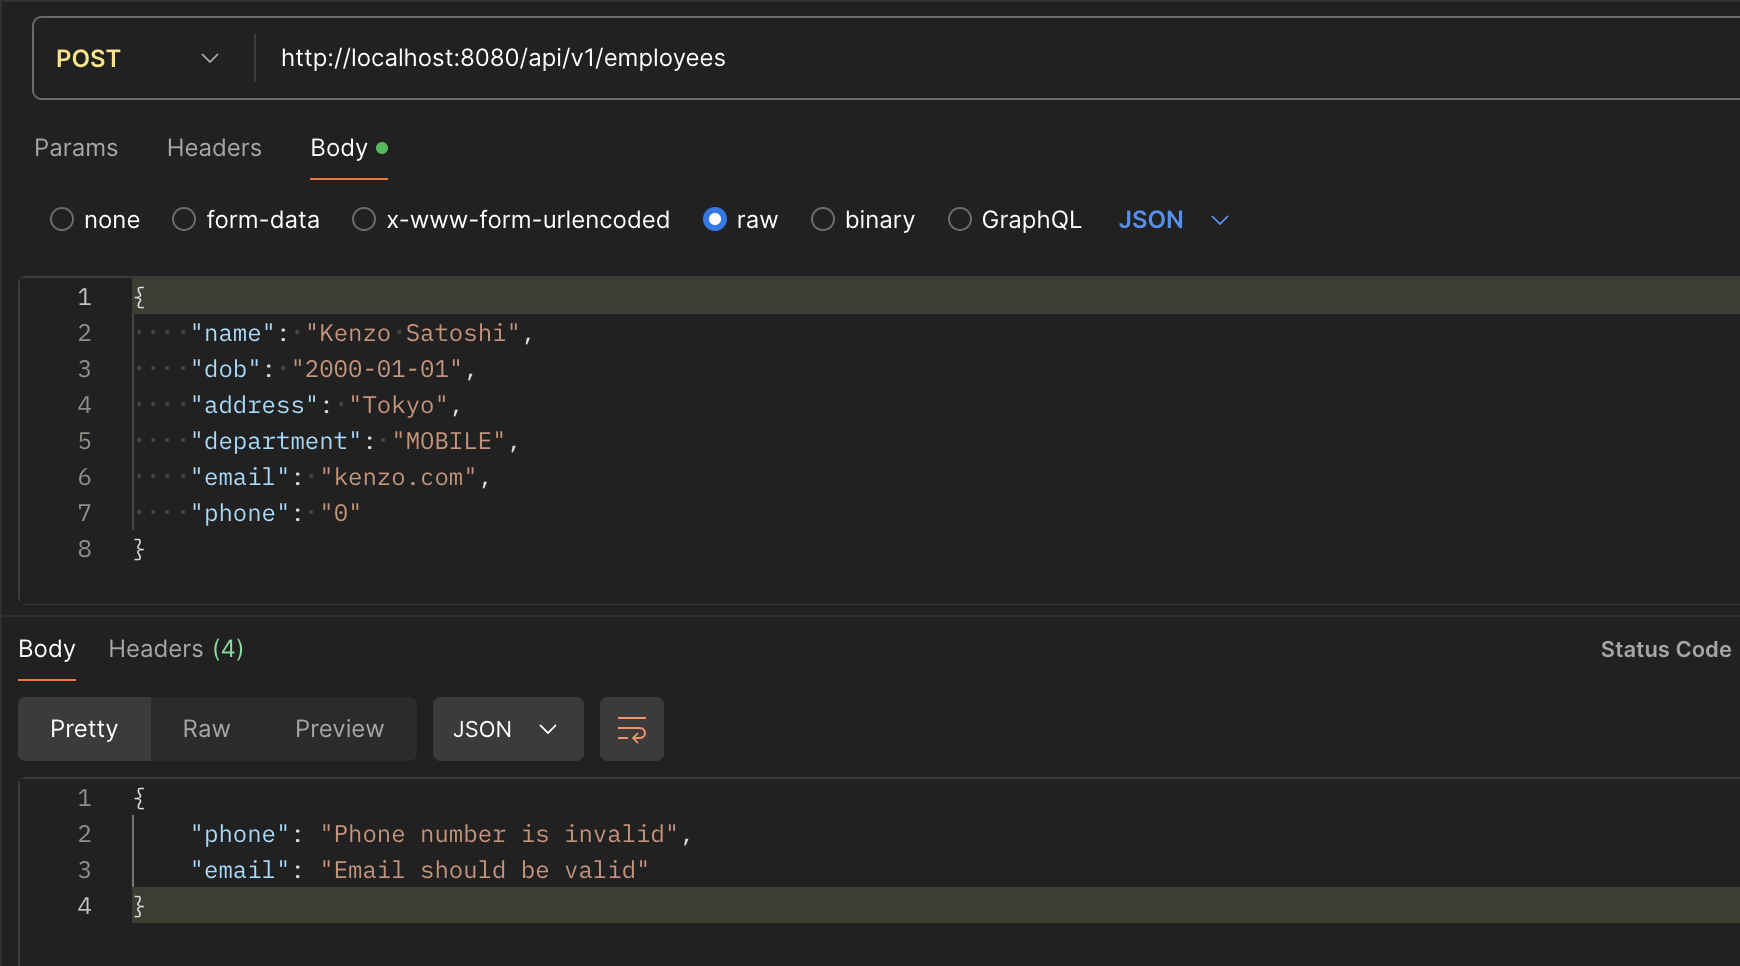 POST http://localhost:8080/api/v1/employees
Params Headers Body
none form-data x-www-form-urlencoded raw binary GraphQL JSON
1 {
2 "name": "Kenzo Satoshi",
3 "dob": "2000-01-01",
4 "address": "Tokyo",
5 "department": "MOBILE",
6 "email": "kenzo.com",
7 "phone": "0"
8 }
Body Headers (4) Status Code
Pretty Raw Preview JSON
1 {
2 "phone": "Phone number is invalid",
3 "email": "Email should be valid"
4 }